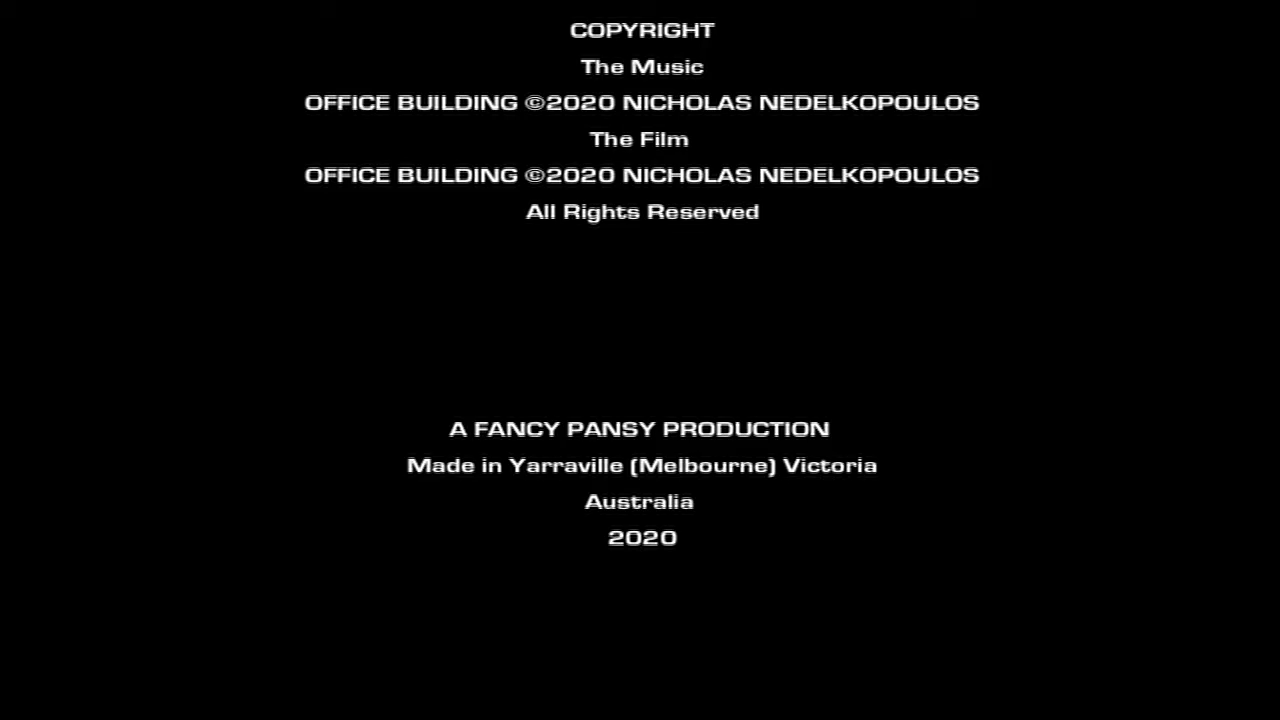 COPYRIGHT
The Music
OFFICE BUILDING ©2020 NICHOLAS NEDELKOPOULOS
The Film
OFFICE BUILDING ©2020 NICHOLAS NEDELKOPOULOS
All Rights Reserved
A FANCY PANSY PRODUCTION
Made in Yarraville (Melbourne) Victoria
Australia
2020